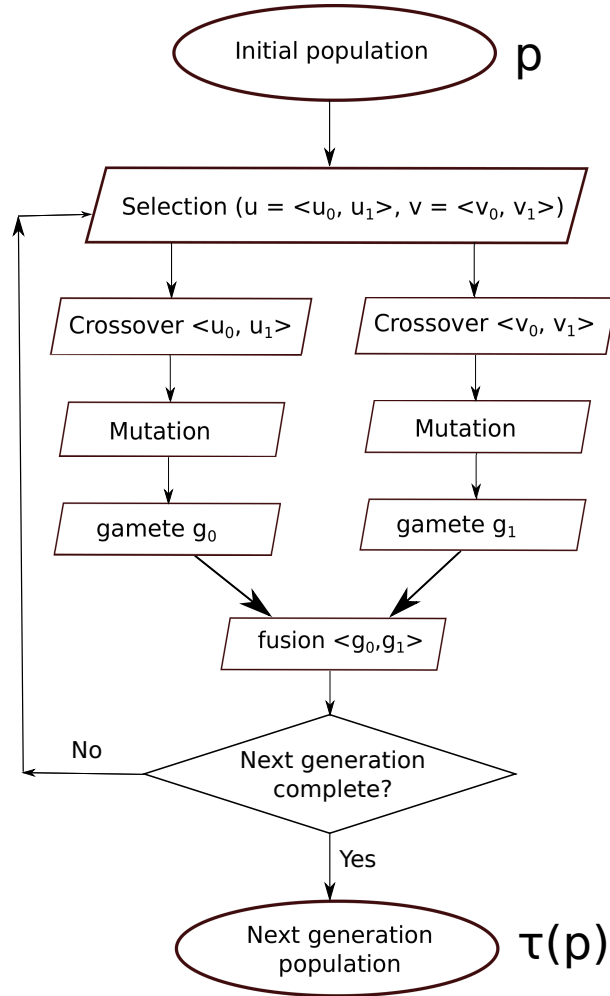 Initial population
p
Selection (u = <u₀, u₁>, v = <v₀, v₁>)
Crossover <u₀, u₁>
Crossover <v₀, v₁>
Mutation
Mutation
gamete g₀
gamete g₁
fusion <g₀,g₁>
No
Next generation
complete?
Yes
Next generation
population
τ(p)